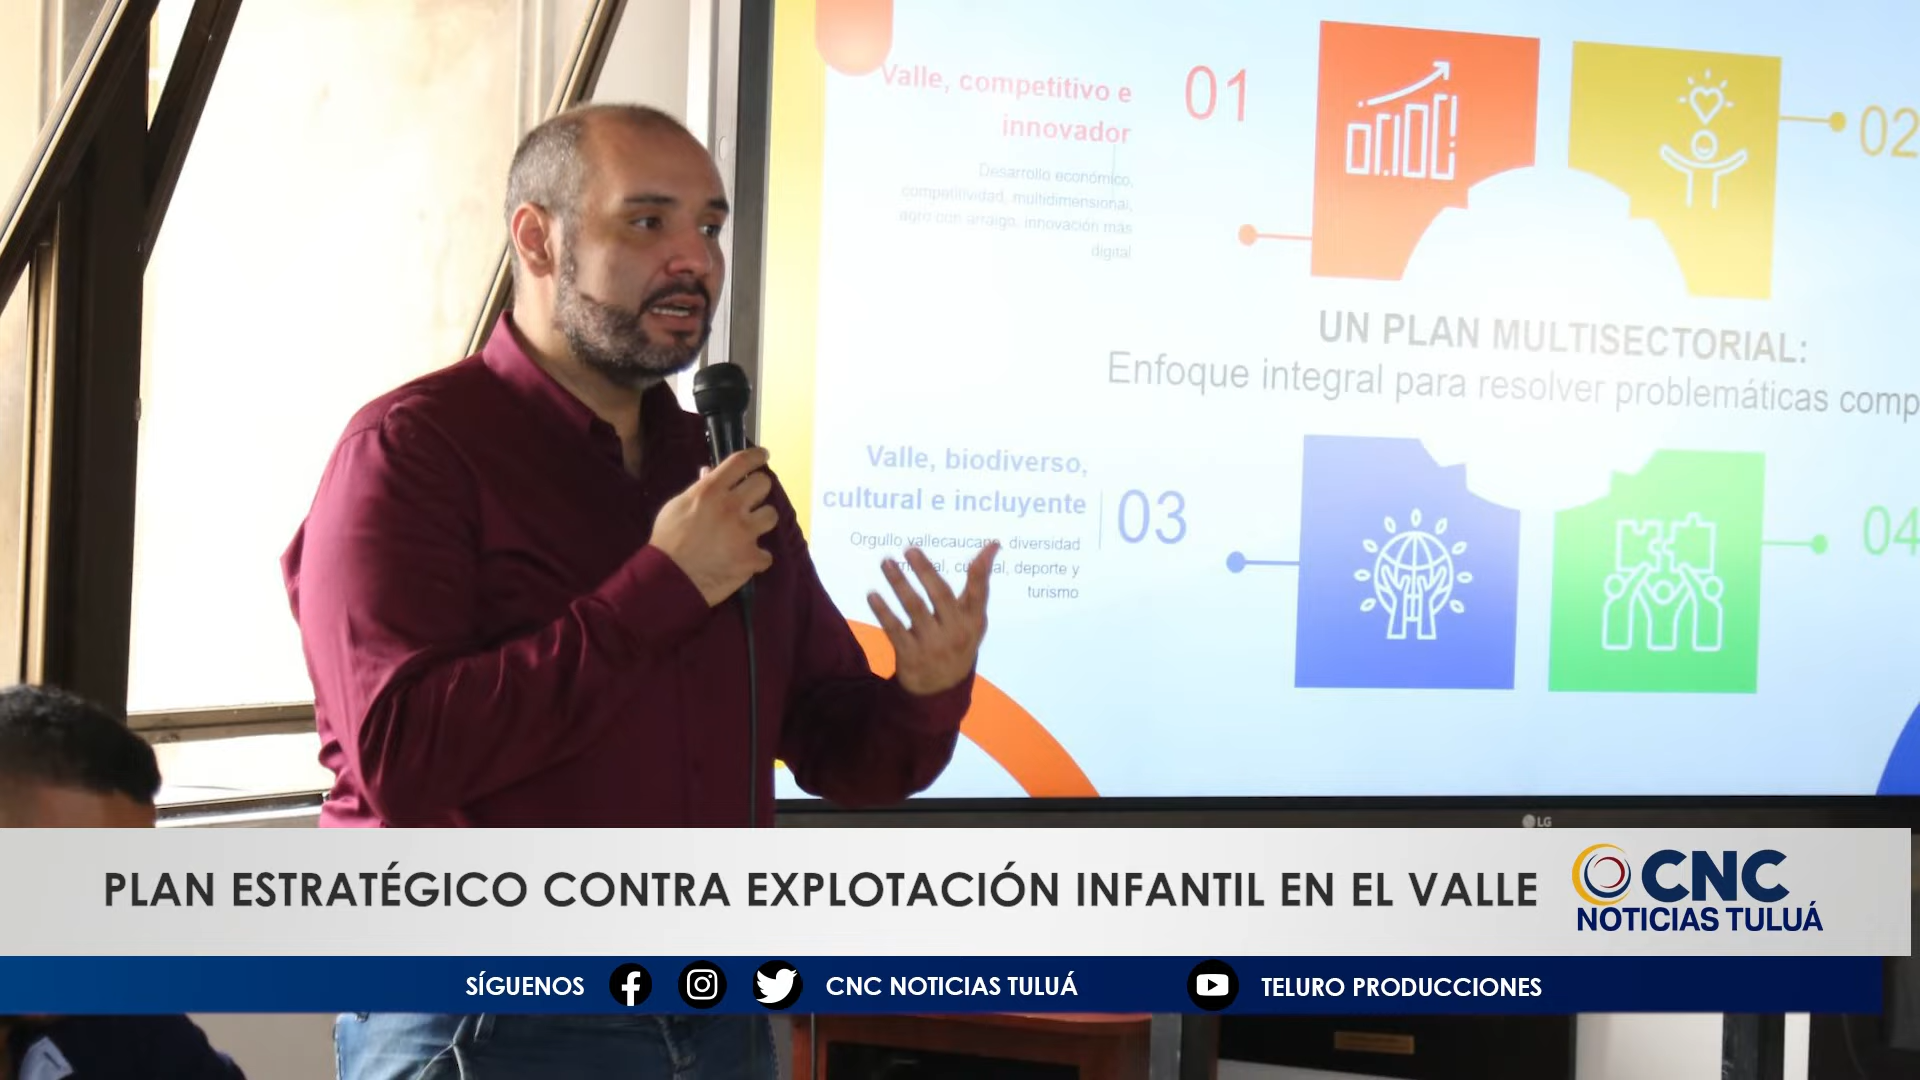 Valle, competitivo e
innovador
01
Desarrollo económico,
competitividad, multidimensional,
agro con arraigo, innovación más
digital
02
UN PLAN MULTISECTORIAL:
Enfoque integral para resolver problemáticas comp
Valle, biodiverso,
cultural e incluyente
03
Orgullo vallecaucano, diversidad
deporte y
turismo
04
LG
PLAN ESTRATÉGICO CONTRA EXPLOTACIÓN INFANTIL EN EL VALLE
CNC
NOTICIAS TULUÁ
SÍGUENOS
CNC NOTICIAS TULUÁ
TELURO PRODUCCIONES